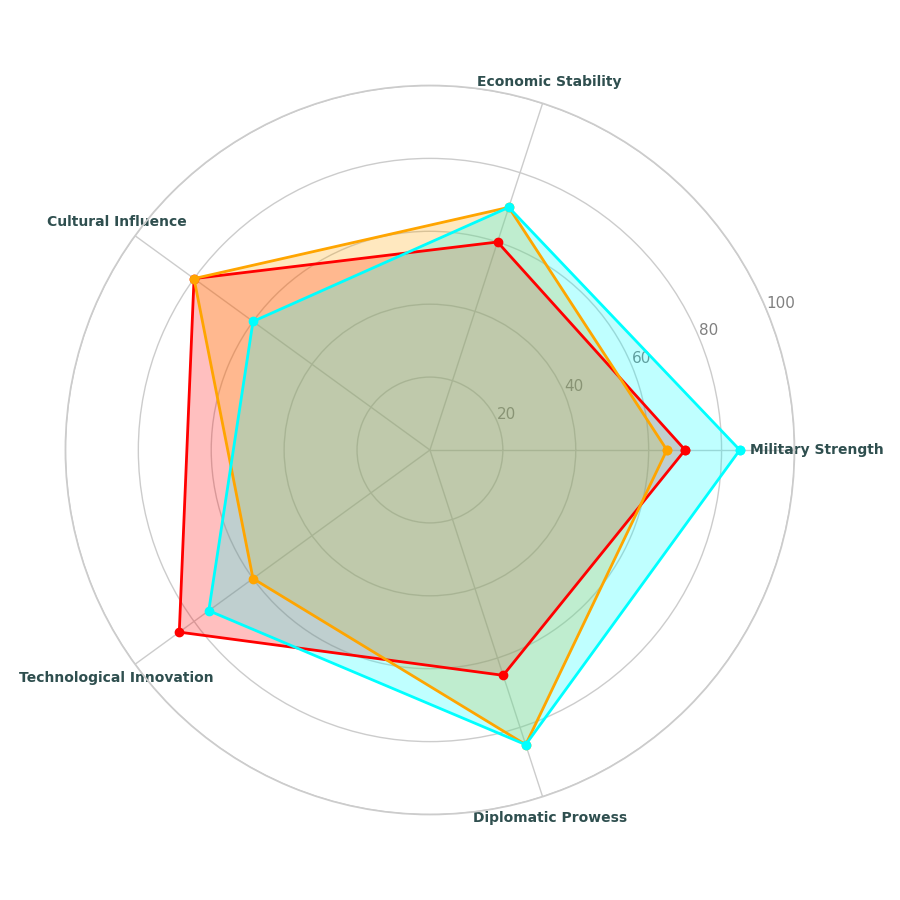 Economic Stability
Cultural Influence
100
80
60
40
20
Military Strength
Technological Innovation
Diplomatic Prowess